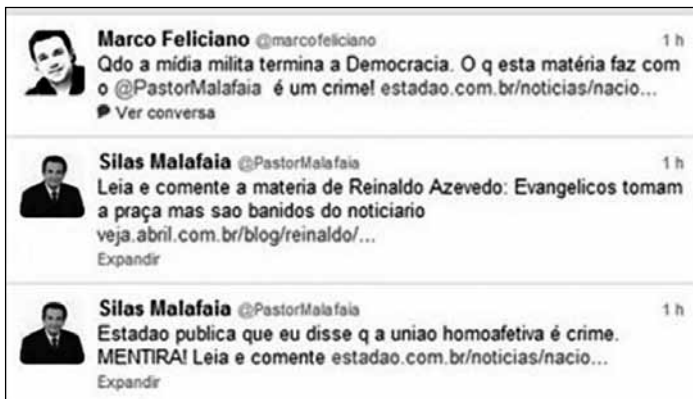 Marco Feliciano @marcofeliciano 1 h
Qdo a mídia milita termina a Democracia. O q esta matéria faz com
o @PastorMalafaia é um crime! estadao.com.br/noticias/nacio...
Ver conversa
Silas Malafaia @PastorMalafaia 1 h
Leia e comente a materia de Reinaldo Azevedo: Evangelicos tomam
a praça mas sao banidos do noticiario
veja.abril.com.br/blog/reinaldo/...
Expandir
Silas Malafaia @PastorMalafaia 1 h
Estadao publica que eu disse q a uniao homoafetiva é crime.
MENTIRA! Leia e comente estadao.com.br/noticias/nacio...
Expandir